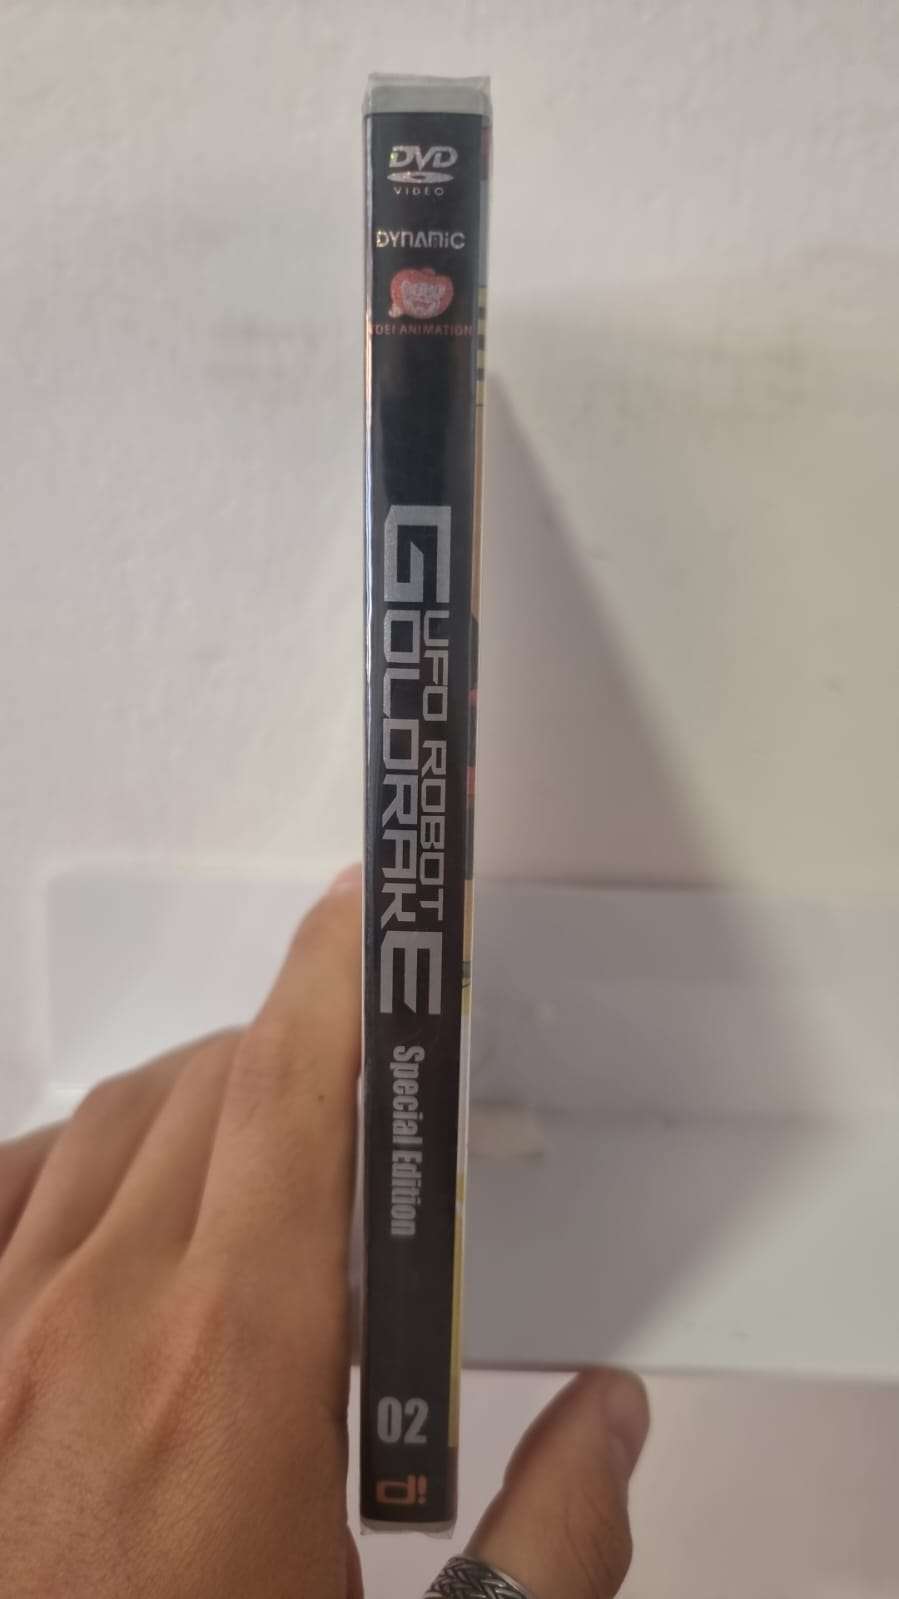 DVD
VIDEO
DYNAMIC
TOEI ANIMATION
UFO ROBOT
GOLDRAKE
Special Edition
02
d!